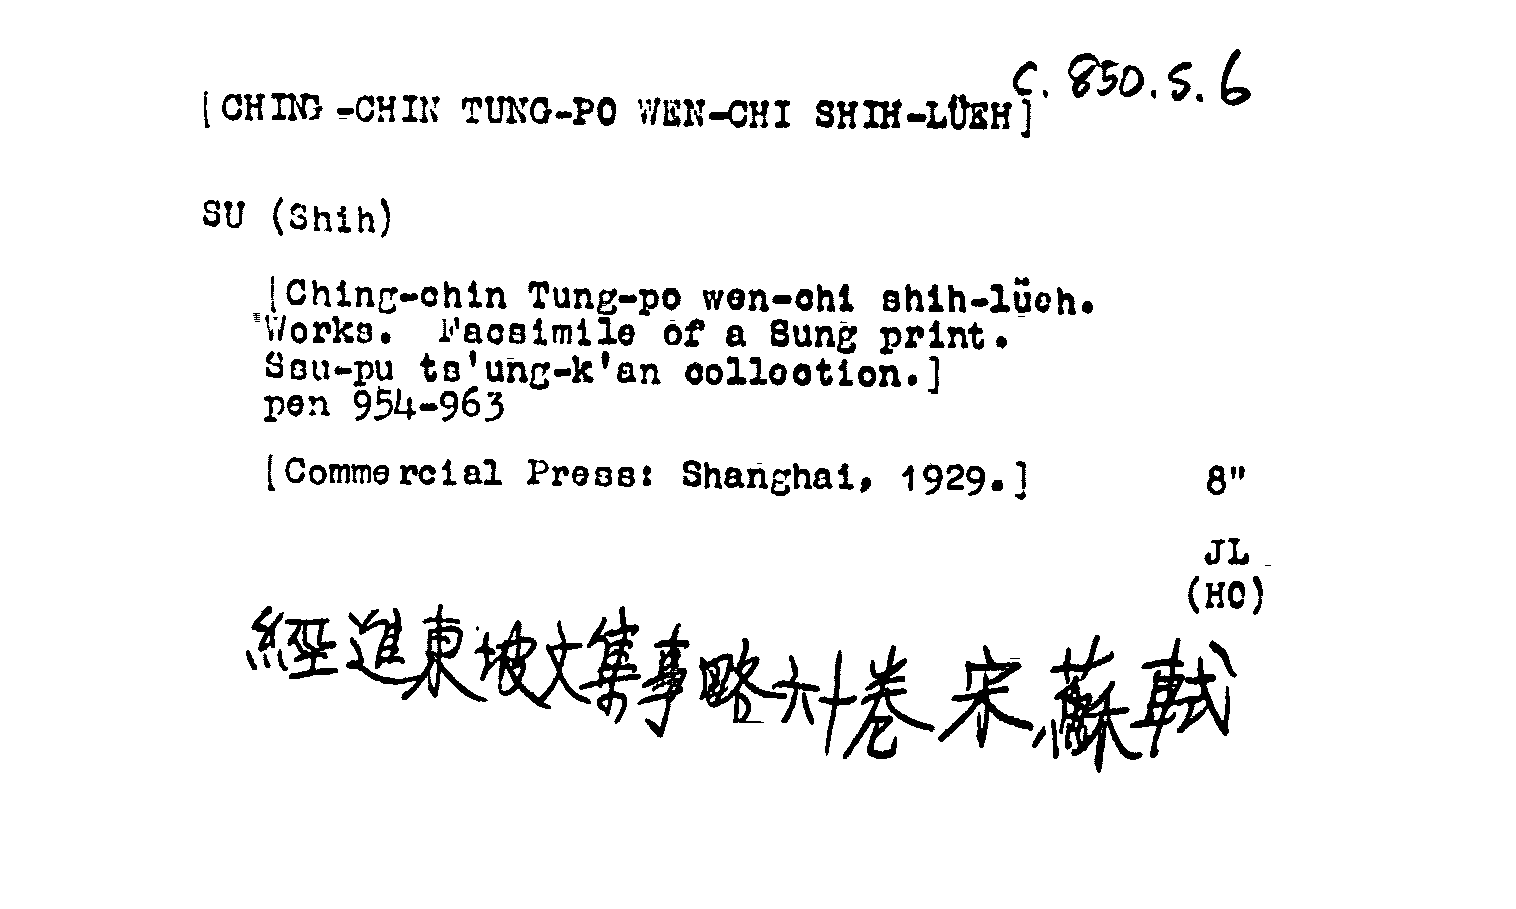 C. 850. S. 6
[CHING-CHIN TUNG-PO WEN-CHI SHIH-LÜEH]
SU (Shih)
[Ching-chin Tung-po wen-chi shih-lüeh.
Works. Facsimile of a Sung print.
Ssu-pu ts'ung-k'an collection.]
pen 954-963
[Commercial Press: Shanghai, 1929.] 8"
JL
(HC)
經進東坡文集事略六十卷 宋 蘇軾